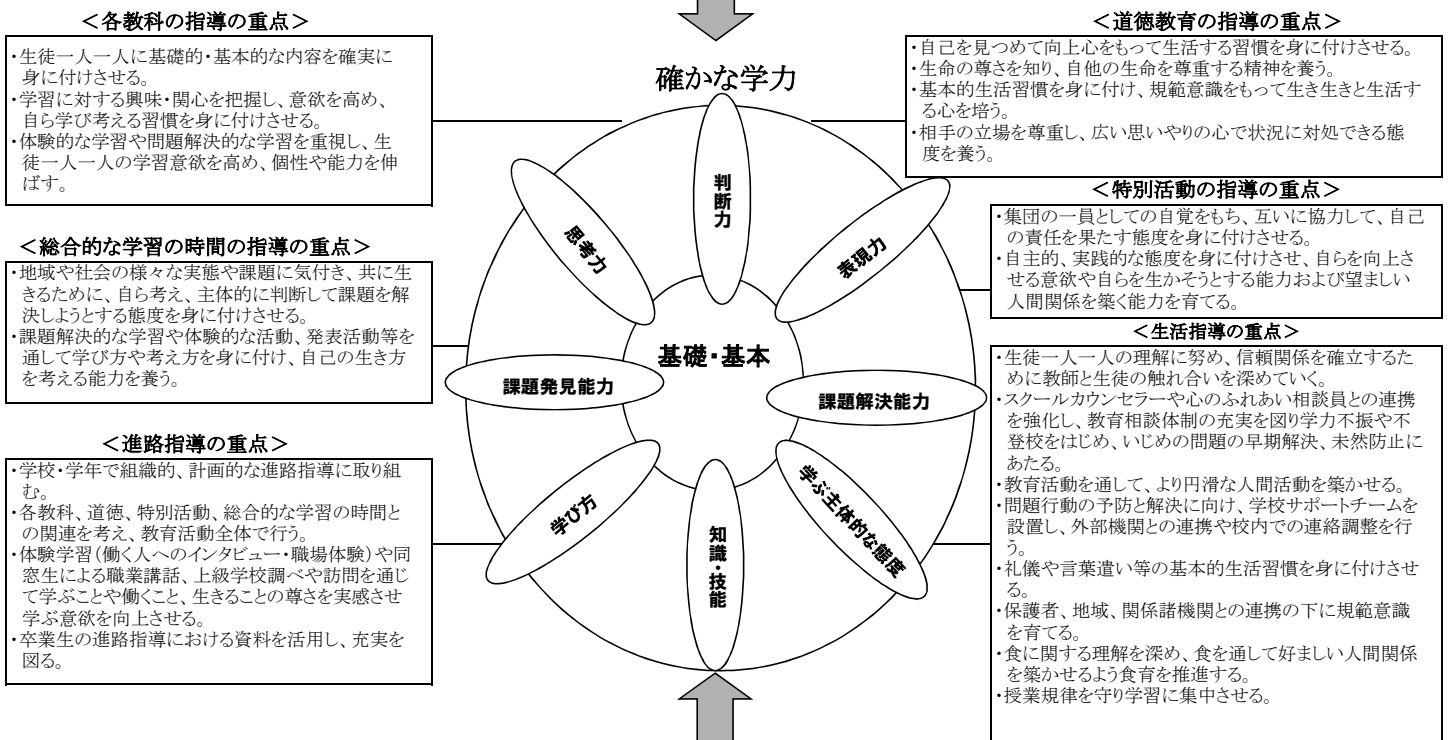 ＜各教科の指導の重点＞
・生徒一人一人に基礎的・基本的な内容を確実に
身に付けさせる。
・学習に対する興味・関心を把握し、意欲を高め、
自ら学び考える習慣を身に付けさせる。
・体験的な学習や問題解決的な学習を重視し、生
徒一人一人の学習意欲を高め、個性や能力を伸
ばす。
＜総合的な学習の時間の指導の重点＞
・地域や社会の様々な実態や課題に気付き、共に生
きるために、自ら考え、主体的に判断して課題を解
決しようとする態度を身に付けさせる。
・課題解決的な学習や体験的な活動、発表活動等を
通して学び方や考え方を身に付け、自己の生き方
を考える能力を養う。
＜進路指導の重点＞
・学校・学年で組織的、計画的な進路指導に取り組
む。
・各教科、道徳、特別活動、総合的な学習の時間と
の関連を考え、教育活動全体で行う。
・体験学習（働く人へのインタビュー・職場体験）や同
窓生による職業講話、上級学校調べや訪問を通じ
て学ぶことや働くこと、生きることの尊さを実感させ
学ぶ意欲を向上させる。
・卒業生の進路指導における資料を活用し、充実を
図る。
確かな学力
判断力
思考力
表現力
基礎・基本
課題発見能力
課題解決能力
学び方
知識・技能
学ぶ主体的な態度
＜道徳教育の指導の重点＞
・自己を見つめて向上心をもって生活する習慣を身に付けさせる。
・生命の尊さを知り、自他の生命を尊重する精神を養う。
・基本的生活習慣を身に付け、規範意識をもって生き生きと生活す
る心を培う。
・相手の立場を尊重し、広い思いやりの心で状況に対処できる態
度を養う。
＜特別活動の指導の重点＞
・集団の一員としての自覚をもち、互いに協力して、自己
の責任を果たす態度を身に付けさせる。
・自主的、実践的な態度を身に付けさせ、自らを向上さ
せる意欲や自らを生かそうとする能力および望ましい
人間関係を築く能力を育てる。
＜生活指導の重点＞
・生徒一人一人の理解に努め、信頼関係を確立するた
めに教師と生徒の触れ合いを深めていく。
・スクールカウンセラーや心のふれあい相談員との連携
を強化し、教育相談体制の充実を図り学力不振や不
登校をはじめ、いじめの問題の早期解決、未然防止に
あたる。
・教育活動を通して、より円滑な人間活動を築かせる。
・問題行動の予防と解決に向け、学校サポートチームを
設置し、外部機関との連携や校内での連絡調整を行
う。
・礼儀や言葉遣い等の基本的生活習慣を身に付けさせ
る。
・保護者、地域、関係諸機関との連携の下に規範意識
を育てる。
・食に関する理解を深め、食を通して好ましい人間関係
を築かせるよう食育を推進する。
・授業規律を守り学習に集中させる。